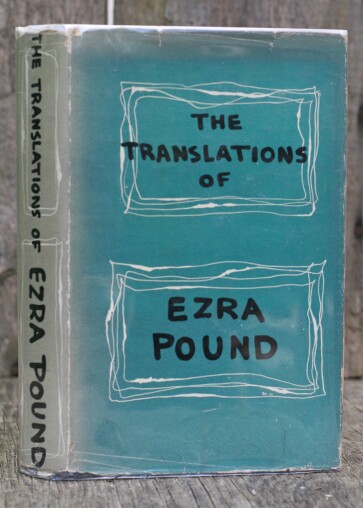 THE TRANSLATIONS OF EZRA POUND
THE
TRANSLATIONS
OF
EZRA
POUND